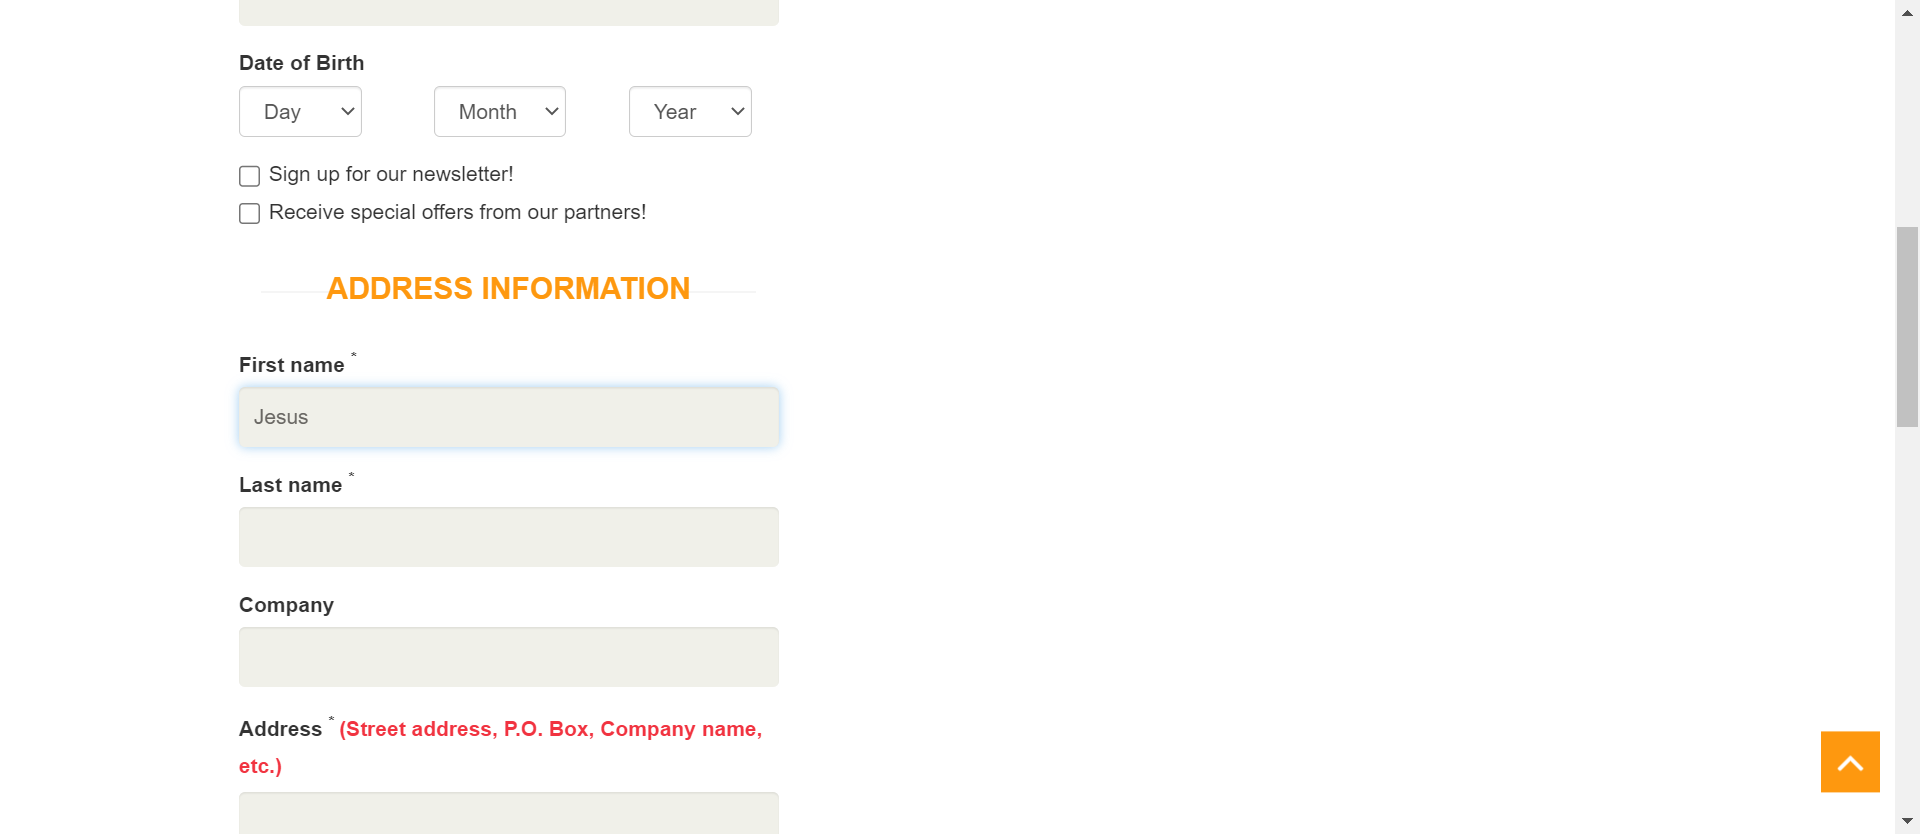 Date of Birth
Day Month Year
Sign up for our newsletter!
Receive special offers from our partners!
ADDRESS INFORMATION
First name *
Jesus
Last name *
Company
Address * (Street address, P.O. Box, Company name,
etc.)